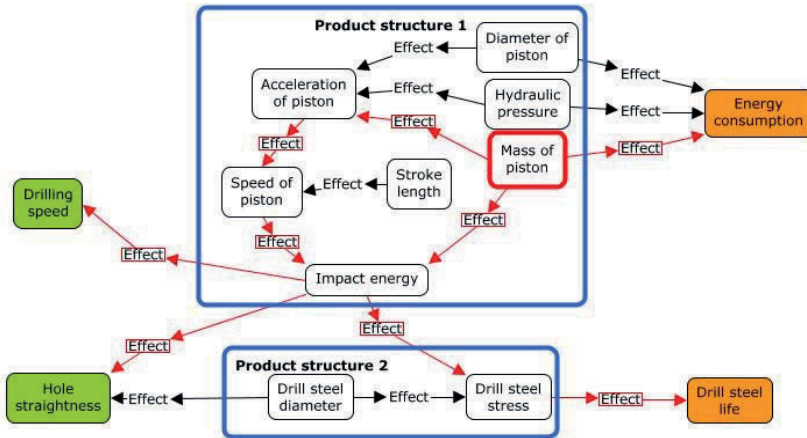 Product structure 1
Diameter of
piston
Effect
Effect
Acceleration
of piston
Effect
Hydraulic
pressure
Effect
Energy
consumption
Effect
Effect
Mass of
piston
Effect
Speed of
piston
Effect
Stroke
length
Drilling
speed
Effect
Effect
Effect
Impact energy
Effect
Effect
Product structure 2
Hole
straightness
Effect
Drill steel
diameter
Effect
Drill steel
stress
Effect
Drill steel
life